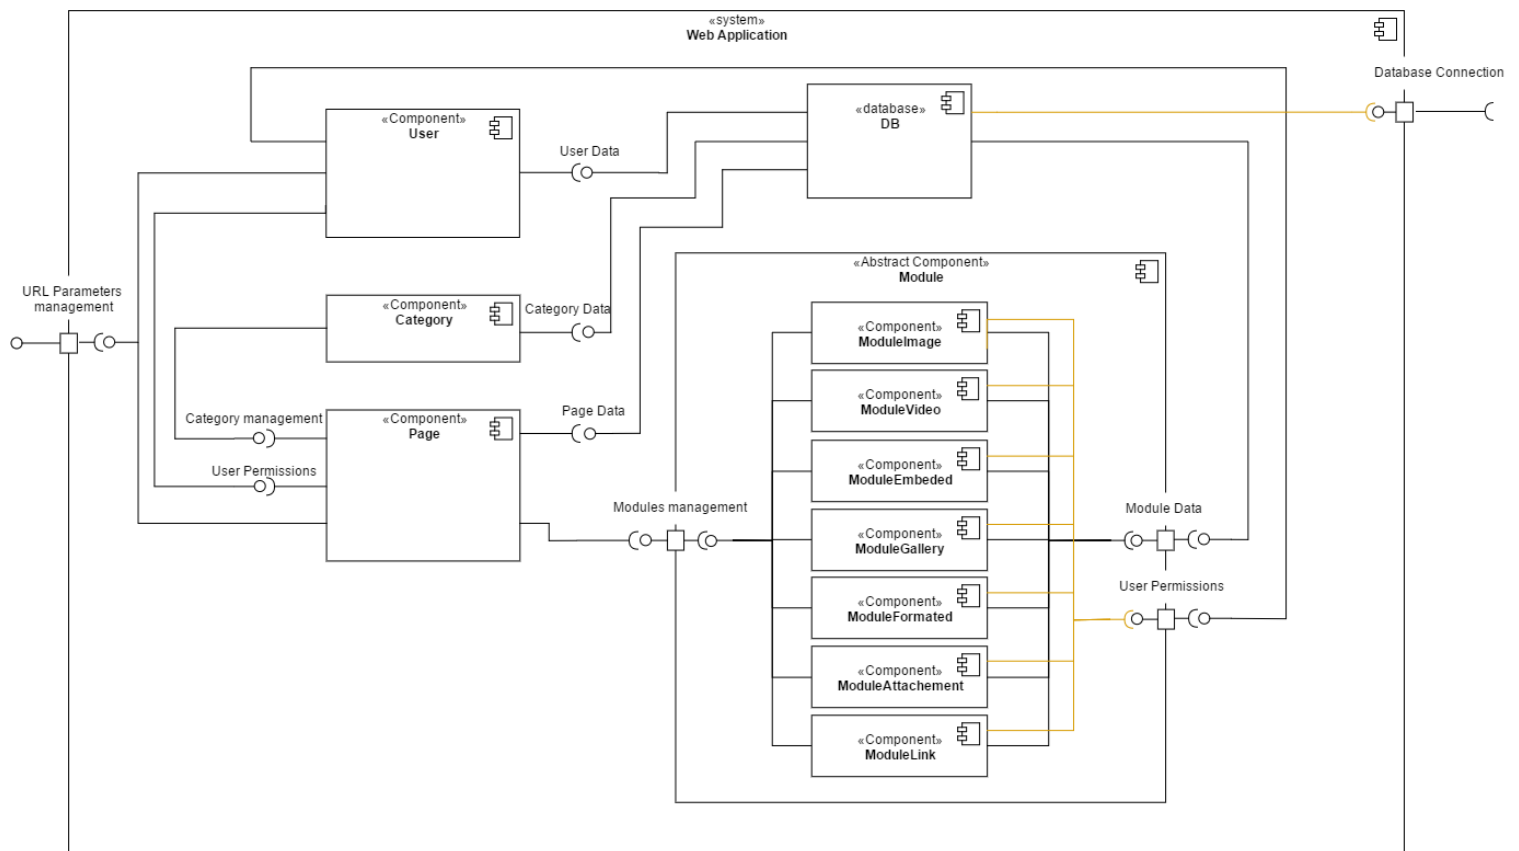 «system»
Web Application
Database Connection
«Component»
User
«database»
DB
User Data
URL Parameters
management
«Component»
Category
Category Data
«Abstract Component»
Module
Category management
«Component»
Page
Page Data
User Permissions
Modules management
«Component»
ModuleImage
«Component»
ModuleVideo
«Component»
ModuleEmbeded
«Component»
ModuleGallery
«Component»
ModuleFormated
«Component»
ModuleAttachement
«Component»
ModuleLink
Module Data
User Permissions